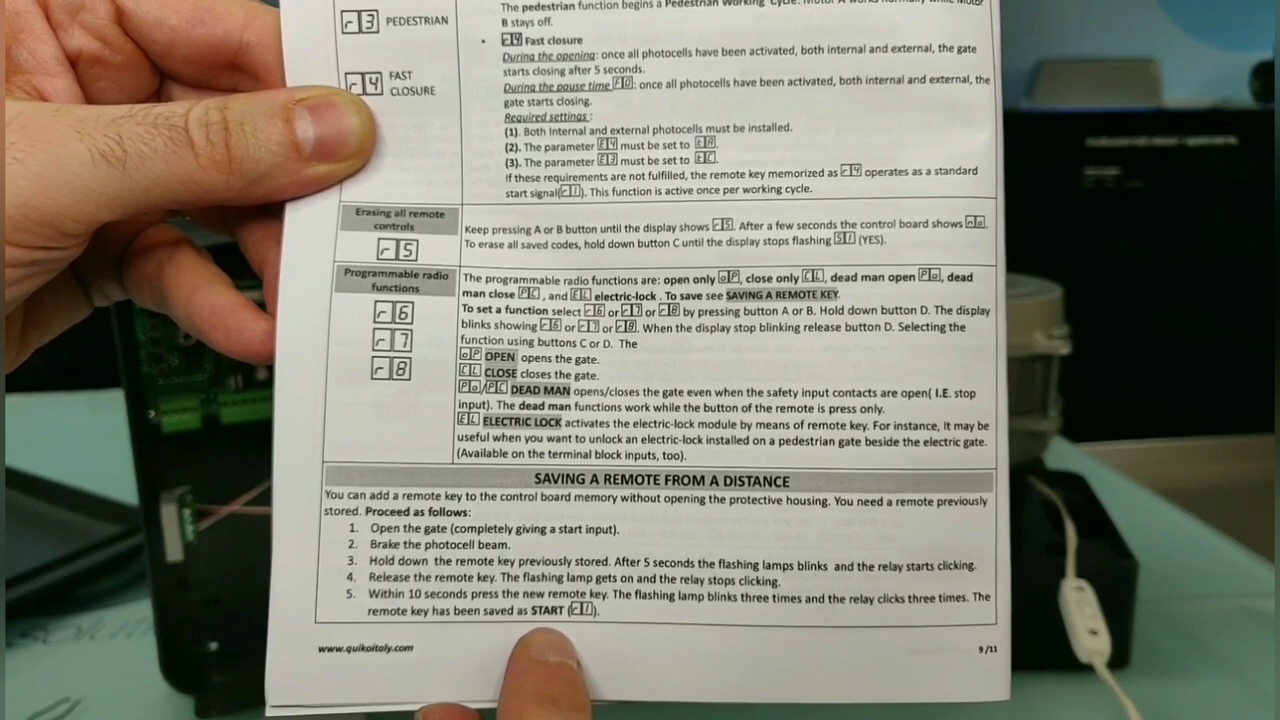 The pedestrian function begins a Pedestrian Working Cycle. Motor A works normally while Motor
r3 PEDESTRIAN
B stays off.
• r4 Fast closure
During the opening: once all photocells have been activated, both internal and external, the gate
starts closing after 5 seconds.
r4 FAST
CLOSURE
During the pause time F0: once all photocells have been activated, both internal and external, the
gate starts closing.
Required settings:
(1). Both Internal and external photocells must be installed.
(2). The parameter E4 must be set to tA.
(3). The parameter E3 must be set to tC.
If these requirements are not fulfilled, the remote key memorized as r4 operates as a standard
start signal(r1). This function is active once per working cycle.
Erasing all remote
controls
r5
Keep pressing A or B button until the display shows r5. After a few seconds the control board shows no.
To erase all saved codes, hold down button C until the display stops flashing SI (YES).
Programmable radio
functions
r6
r7
r8
The programmable radio functions are: open only oP, close only CL, dead man open Po, dead
man close PC, and EL electric-lock . To save see SAVING A REMOTE KEY.
To set a function select r6 or r7 or r8 by pressing button A or B. Hold down button D. The display
blinks showing r6 or r7 or r8. When the display stop blinking release button D. Selecting the
function using buttons C or D. The
oP OPEN opens the gate.
CL CLOSE closes the gate.
Po/PC DEAD MAN opens/closes the gate even when the safety input contacts are open( I.E. stop
input). The dead man functions work while the button of the remote is press only.
EL ELECTRIC LOCK activates the electric-lock module by means of remote key. For instance, It may be
useful when you want to unlock an electric-lock installed on a pedestrian gate beside the electric gate.
(Available on the terminal block inputs, too).
SAVING A REMOTE FROM A DISTANCE
You can add a remote key to the control board memory without opening the protective housing. You need a remote previously
stored. Proceed as follows:
1. Open the gate (completely giving a start input).
2. Brake the photocell beam.
3. Hold down the remote key previously stored. After 5 seconds the flashing lamps blinks and the relay starts clicking.
4. Release the remote key. The flashing lamp gets on and the relay stops clicking.
5. Within 10 seconds press the new remote key. The flashing lamp blinks three times and the relay clicks three times. The
remote key has been saved as START (r1).
www.quikoitaly.com
9/11